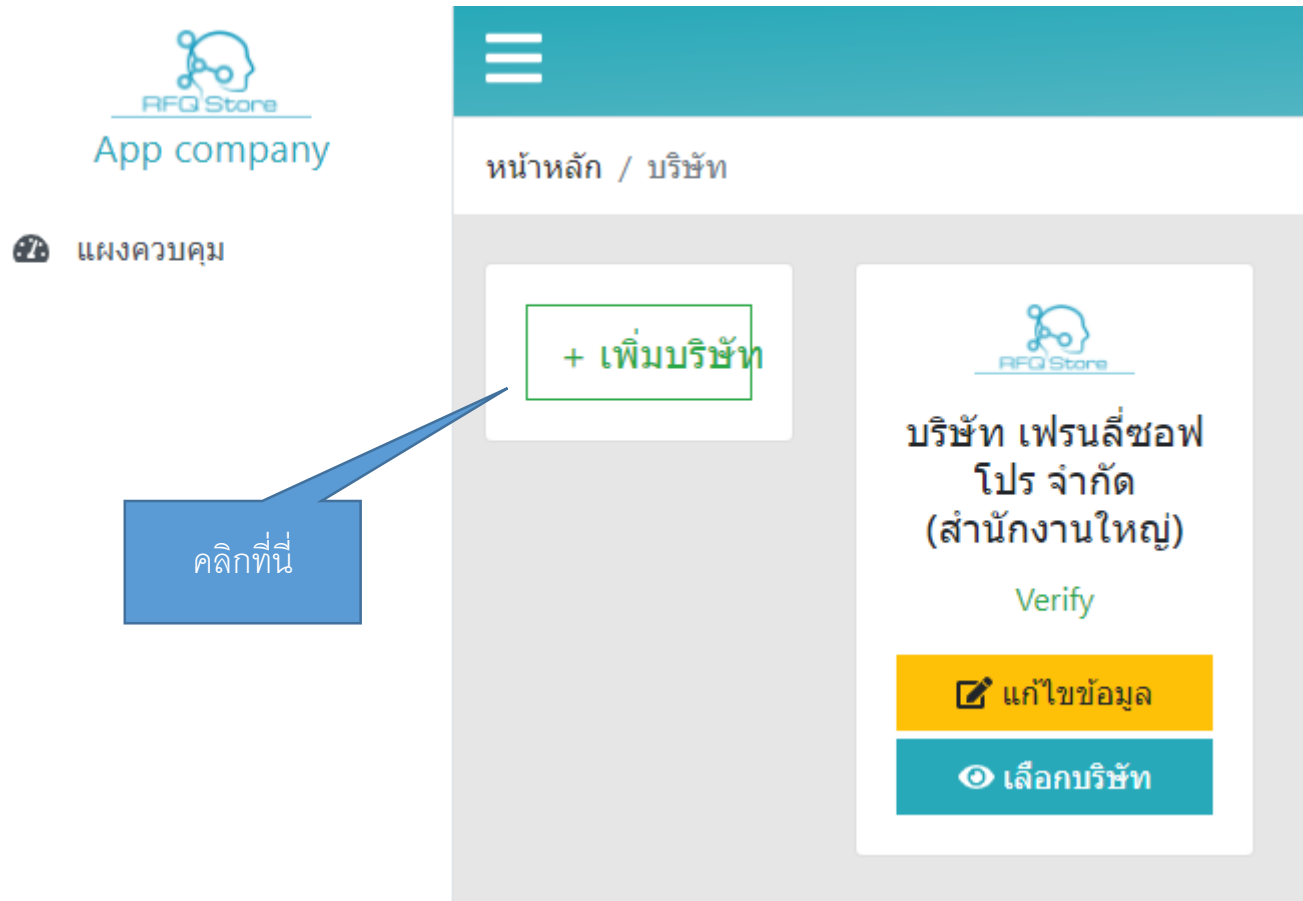 RFQ Store
App company
แผงควบคุม
หน้าหลัก / บริษัท
+ เพิ่มบริษัท
คลิกที่นี่
RFQ Store
บริษัท เฟรนลี่ซอฟ
โปร จำกัด
(สำนักงานใหญ่)
Verify
แก้ไขข้อมูล
เลือกบริษัท